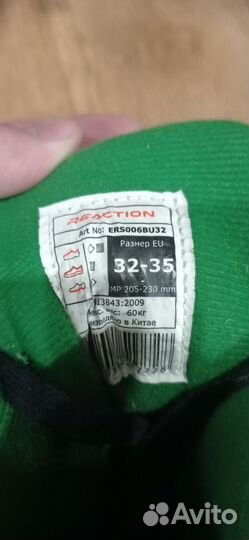 REACTION
Art No: ERS006BU32
Размер EU
32-35
MP 205-230 mm
13843:2009
60кг
в Китае
Avito